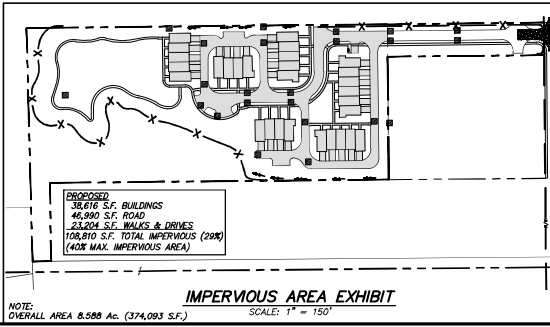 PROPOSED
38,616 S.F. BUILDINGS
46,990 S.F. ROAD
23,204 S.F. WALKS & DRIVES
108,810 S.F. TOTAL IMPERVIOUS (29%)
(40% MAX. IMPERVIOUS AREA)
IMPERVIOUS AREA EXHIBIT
SCALE: 1" = 150'
NOTE:
OVERALL AREA 8.588 Ac. (374,093 S.F.)